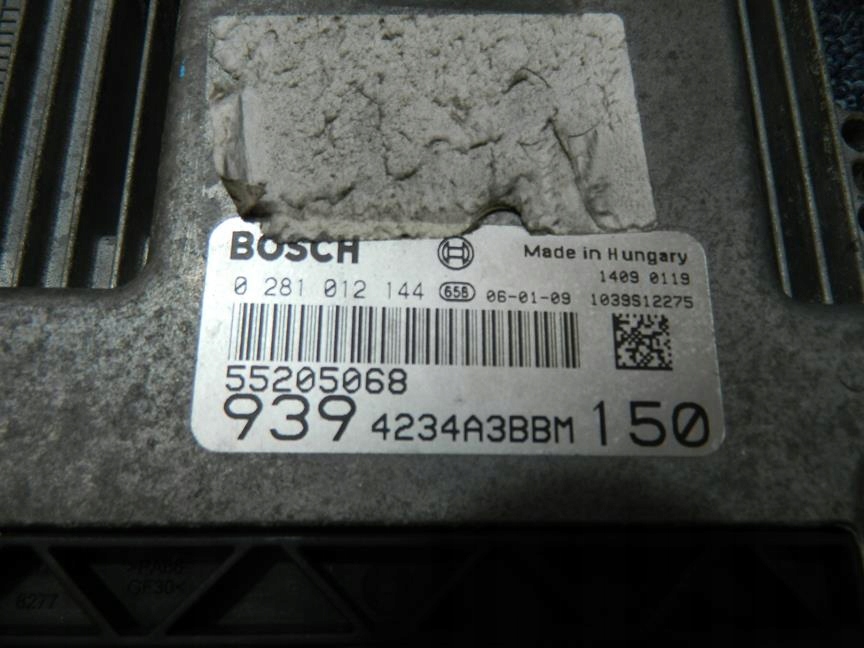 BOSCH Made in Hungary
1409 0119
0 281 012 144 656 06-01-09 1039S12275
55205068
939 4234A3BBM 150
GF30<